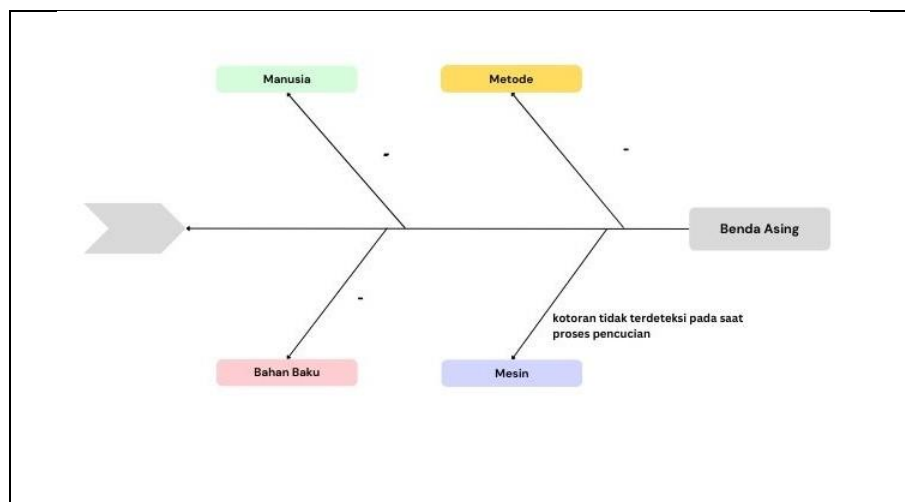 Manusia
Metode
-
-
Benda Asing
-
kotoran tidak terdeteksi pada saat
proses pencucian
Bahan Baku
Mesin